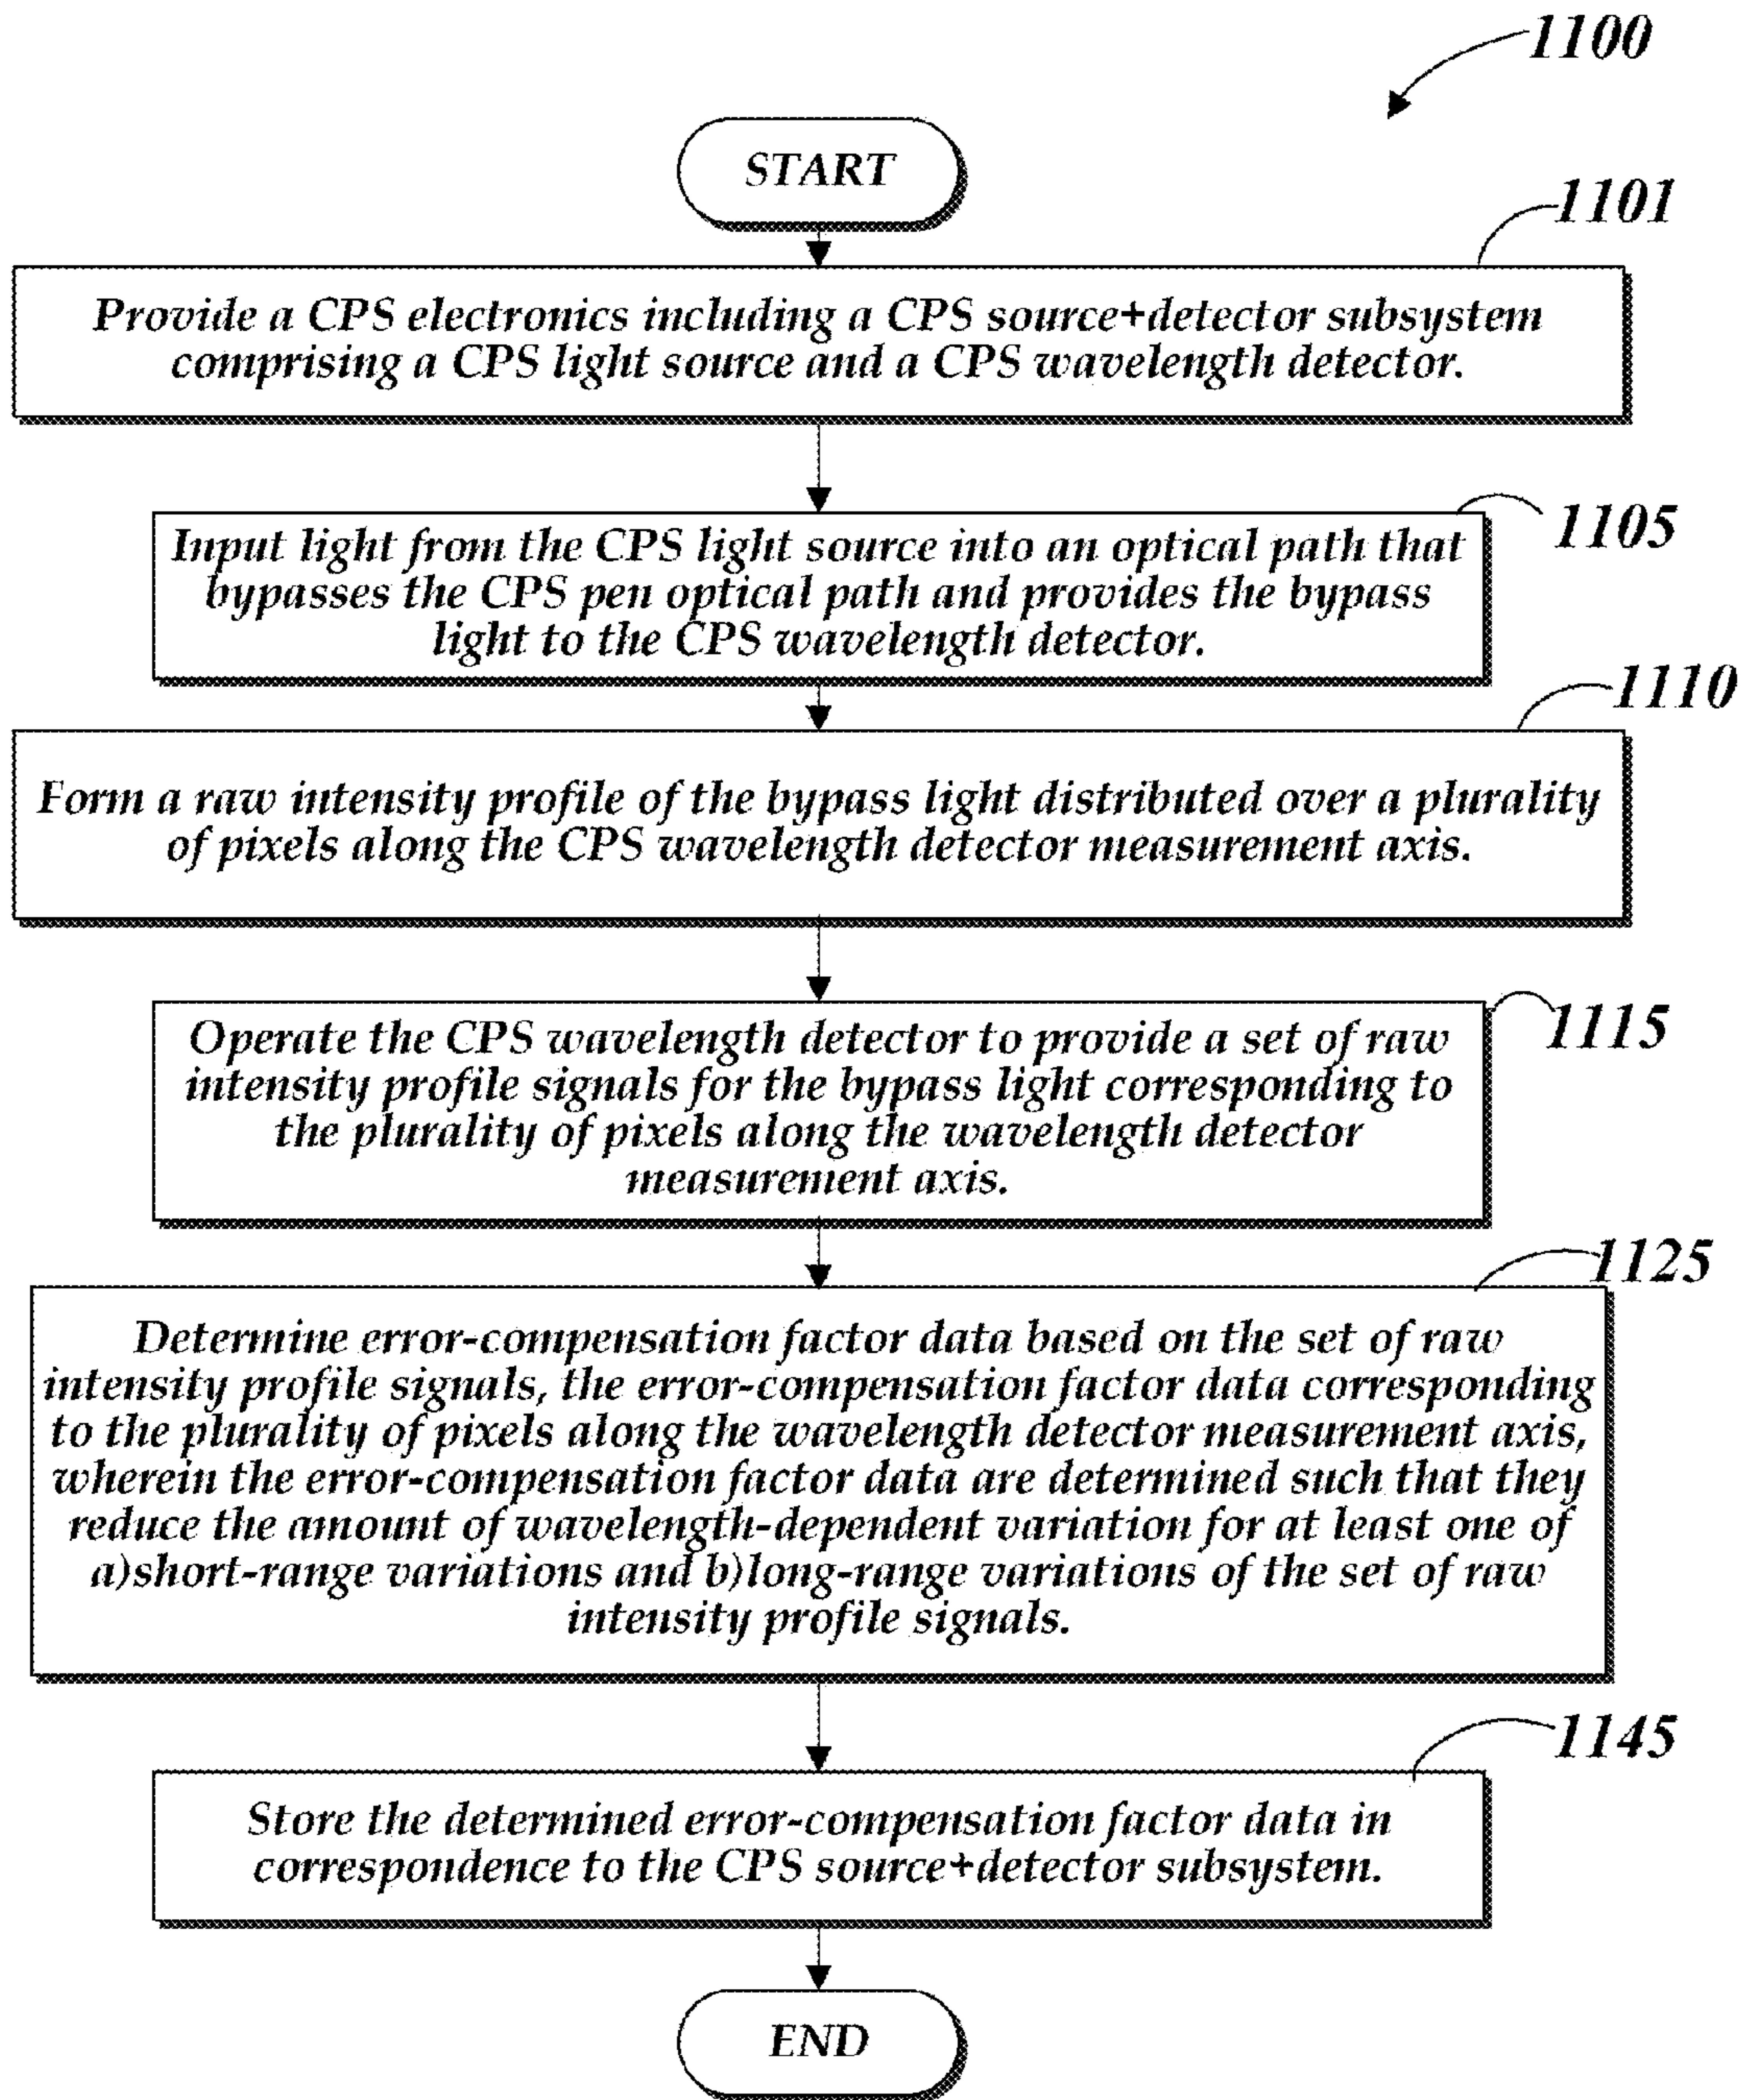 1100
START
1101
Provide a CPS electronics including a CPS source+detector subsystem
comprising a CPS light source and a CPS wavelength detector.
1105
Input light from the CPS light source into an optical path that
bypasses the CPS pen optical path and provides the bypass
light to the CPS wavelength detector.
1110
Form a raw intensity profile of the bypass light distributed over a plurality
of pixels along the CPS wavelength detector measurement axis.
1115
Operate the CPS wavelength detector to provide a set of raw
intensity profile signals for the bypass light corresponding to
the plurality of pixels along the wavelength detector
measurement axis.
1125
Determine error-compensation factor data based on the set of raw
intensity profile signals, the error-compensation factor data corresponding
to the plurality of pixels along the wavelength detector measurement axis,
wherein the error-compensation factor data are determined such that they
reduce the amount of wavelength-dependent variation for at least one of
a)short-range variations and b)long-range variations of the set of raw
intensity profile signals.
1145
Store the determined error-compensation factor data in
correspondence to the CPS source+detector subsystem.
END